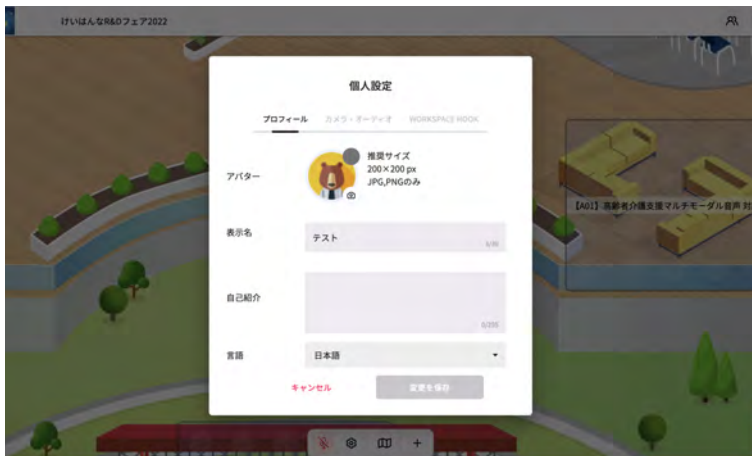 けいはんなR&Dフェア2022
個人設定
プロフィール カメラ・オーディオ WORKSPACE HOOK
アバター
推奨サイズ
200×200 px
JPG,PNGのみ
表示名
テスト
自己紹介
0/255
言語
日本語
キャンセル 変更を保存
【A01】高齢者介護支援マルチモーダル音声 対